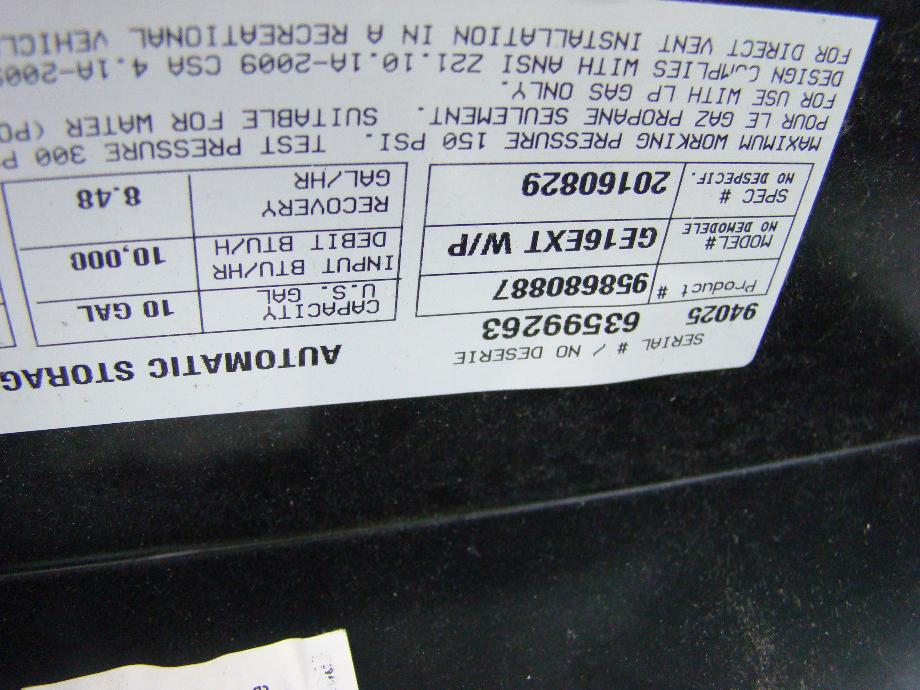 AUTOMATIC STORAG
SERIAL # / NO DESERIE
94025 63599263
Product # 958680887
MODEL# GE16EXT W/P
NO DEMODELE
SPEC # 20160829
NO DESPECIF.
CAPACITY 10 GAL
U.S. GAL
INPUT BTU/HR 10,000
DEBIT BTU/H
RECOVERY 8.48
GAL/HR
MAXIMUM WORKING PRESSURE 150 PSI. TEST PRESSURE 300 P
POUR LE GAZ PROPANE SEULEMENT. SUITABLE FOR WATER (PO
FOR USE WITH LP GAS ONLY.
DESIGN COMPLIES WITH ANSI Z21.10.1A-2009 CSA 4.1A-2009
FOR DIRECT VENT INSTALLATION IN A RECREATIONAL VEHICL